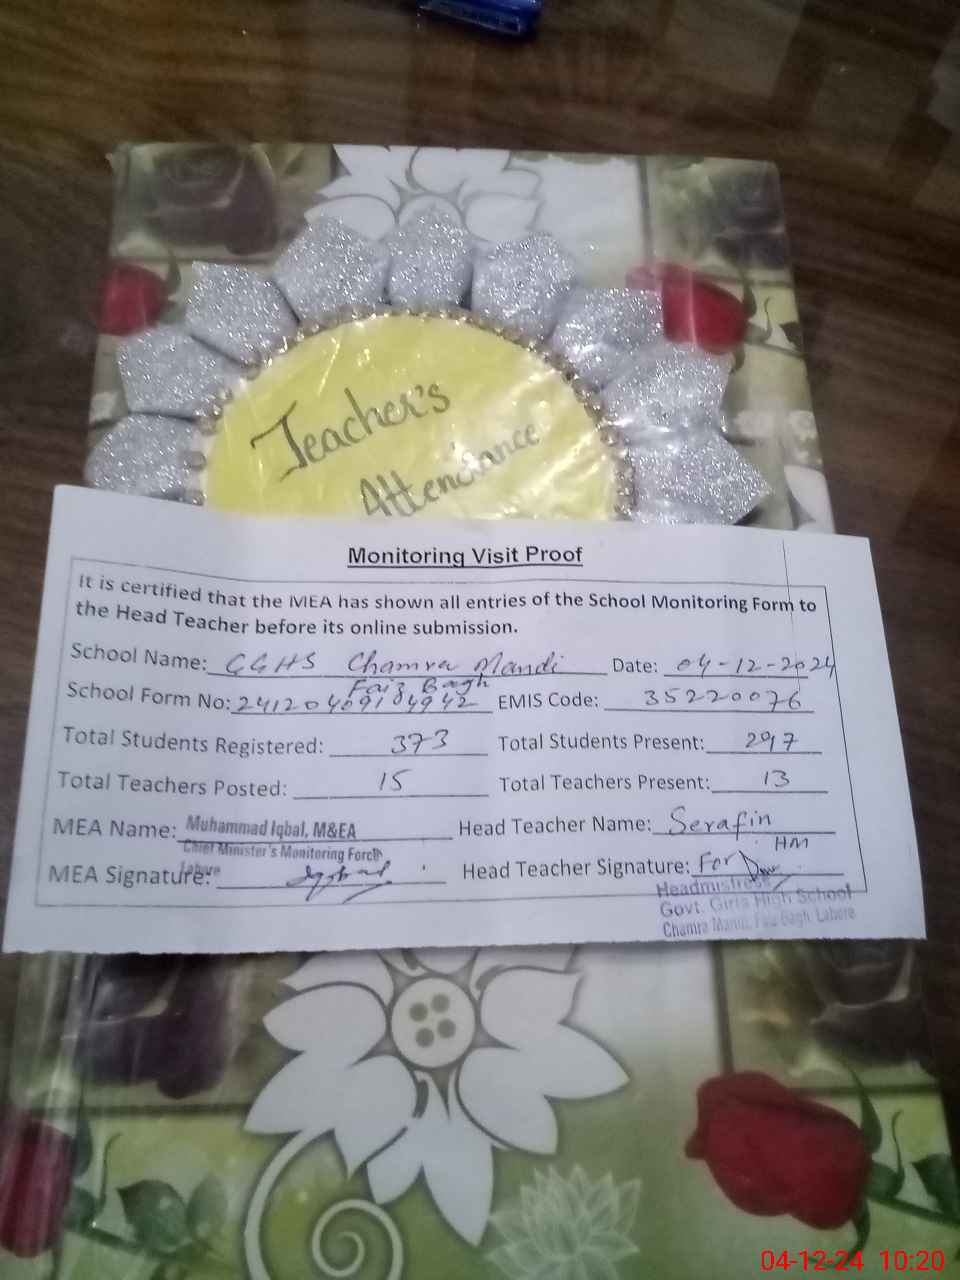 Teacher's
Attendance
Monitoring Visit Proof
It is certified that the MEA has shown all entries of the School Monitoring Form to
the Head Teacher before its online submission.
School Name: GGHS Chamra Mandi Date: 04-12-2024
Faiz Bagh
School Form No: EMIS Code: 35220076
Total Students Registered: 373 Total Students Present: 297
Total Teachers Posted: 15 Total Teachers Present: 13
MEA Name: Muhammad Iqbal, M&EA Head Teacher Name: Serafin
Chief Minister's Monitoring Force HM
Lahore
MEA Signature: Iqbal Head Teacher Signature: For
Headmistress
Govt. Girls High School
Chamra Mandi, Faiz Bagh, Lahore
04-12-24 10:20